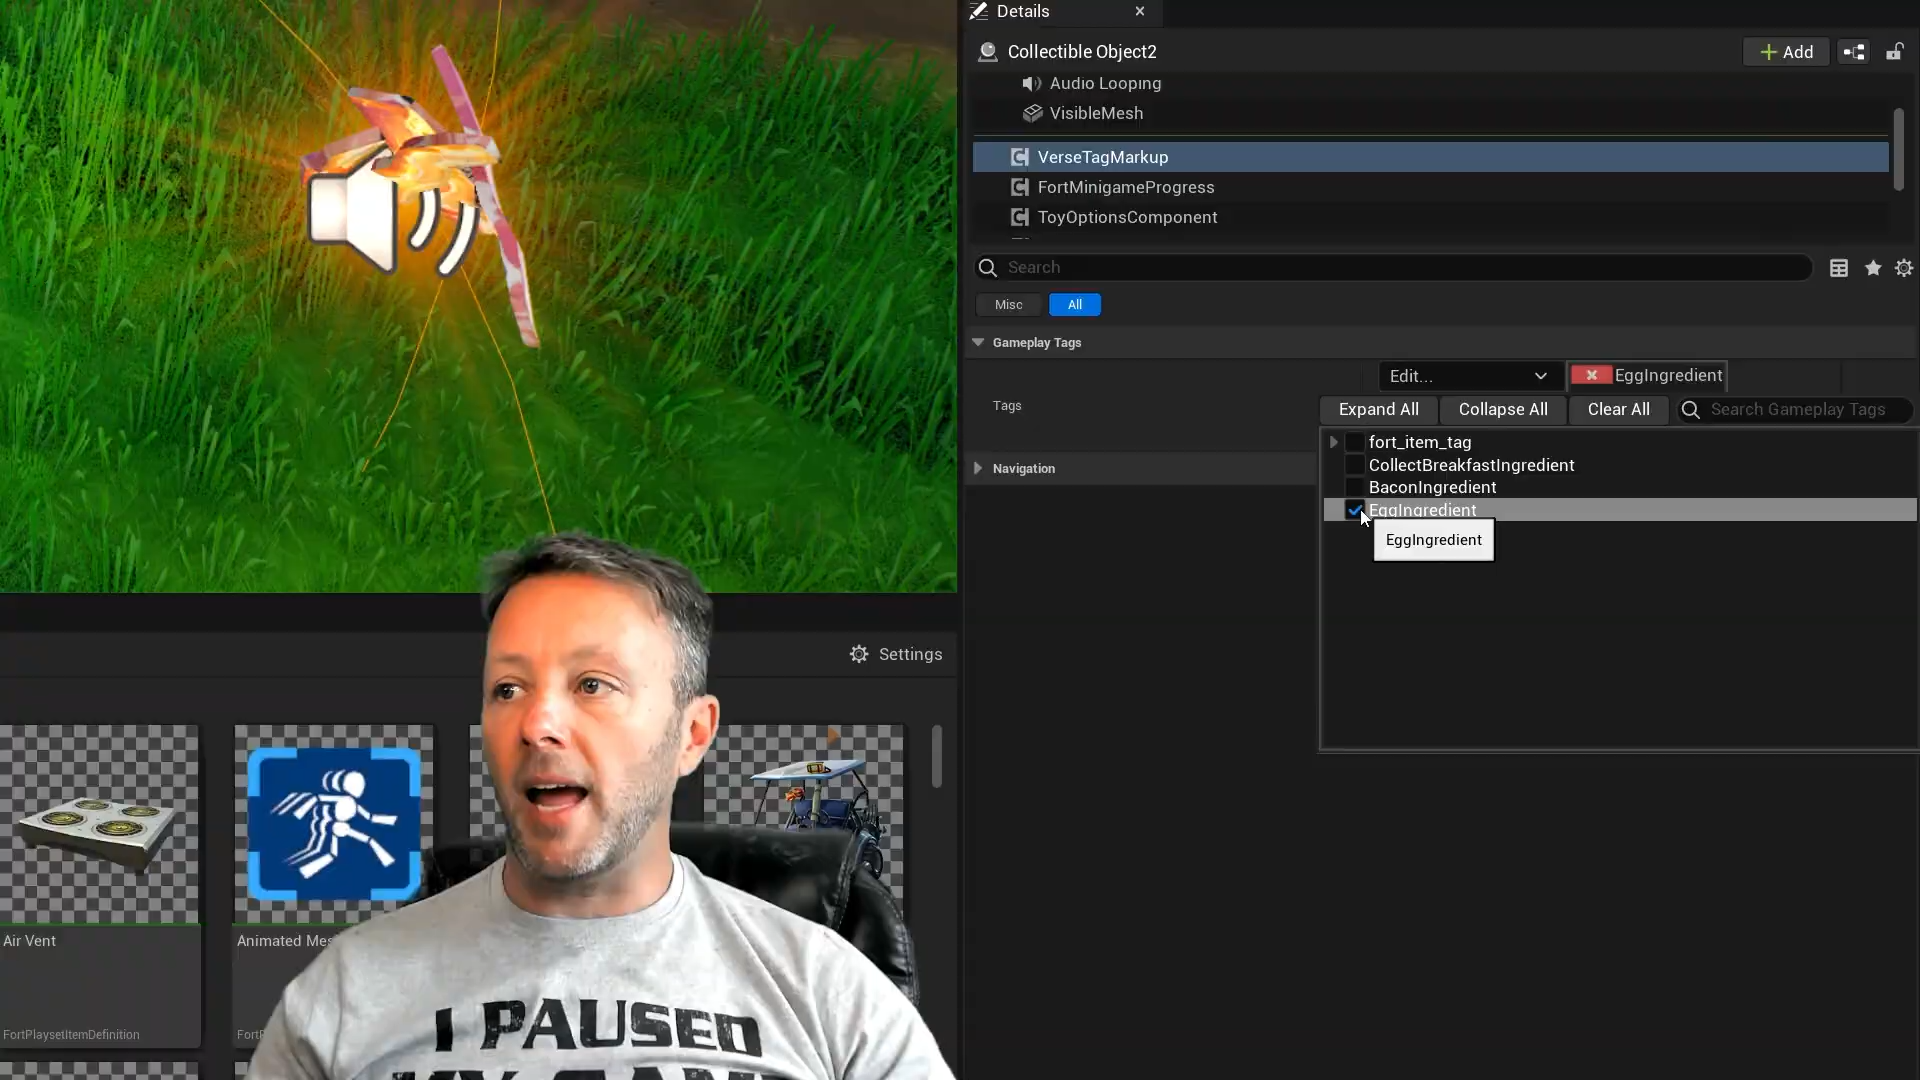 Details
Collectible Object2
Add
Audio Looping
VisibleMesh
VerseTagMarkup
FortMinigameProgress
ToyOptionsComponent
Search
Misc
All
Gameplay Tags
Edit...
EggIngredient
Tags
Expand All
Collapse All
Clear All
Search Gameplay Tags
fort_item_tag
CollectBreakfastIngredient
BaconIngredient
EggIngredient
EggIngredient
Navigation
Settings
Air Vent
Animated Mes
FortPlaysetItemDefinition
I PAUSED